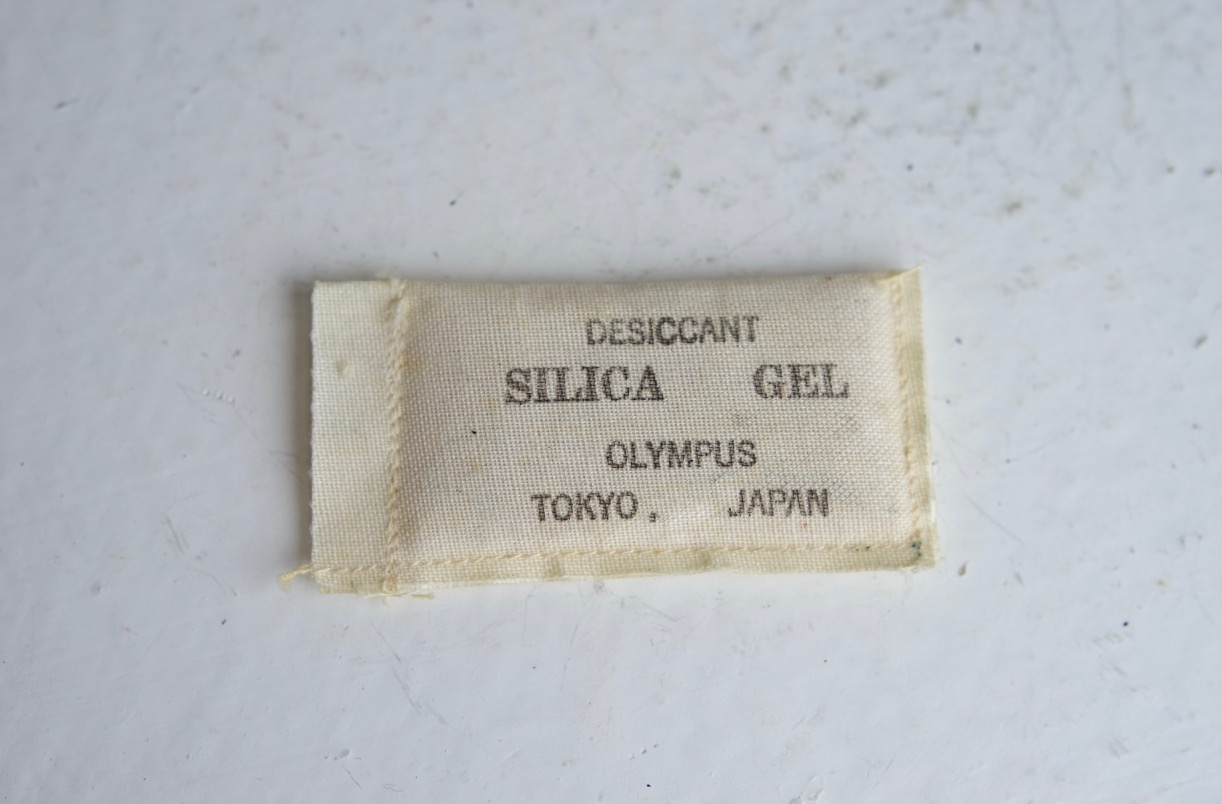 DESICCANT
SILICA GEL
OLYMPUS
TOKYO, JAPAN